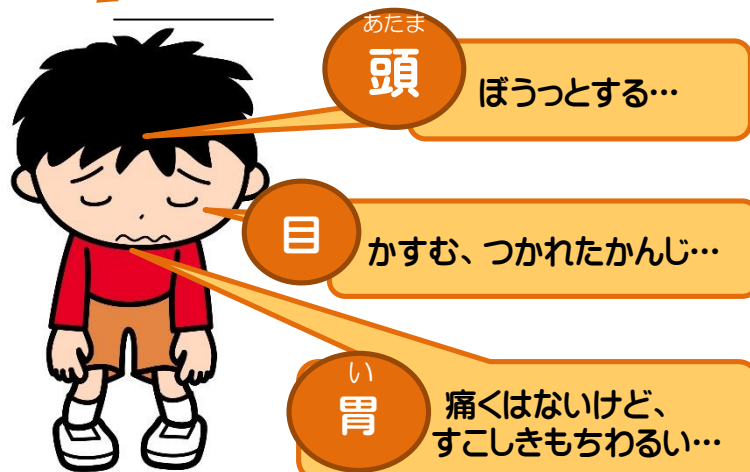 あたま
頭
ぼうっとする…
目
かすむ、つかれたかんじ…
い
胃
痛くはないけど、
すこしきもちわるい…